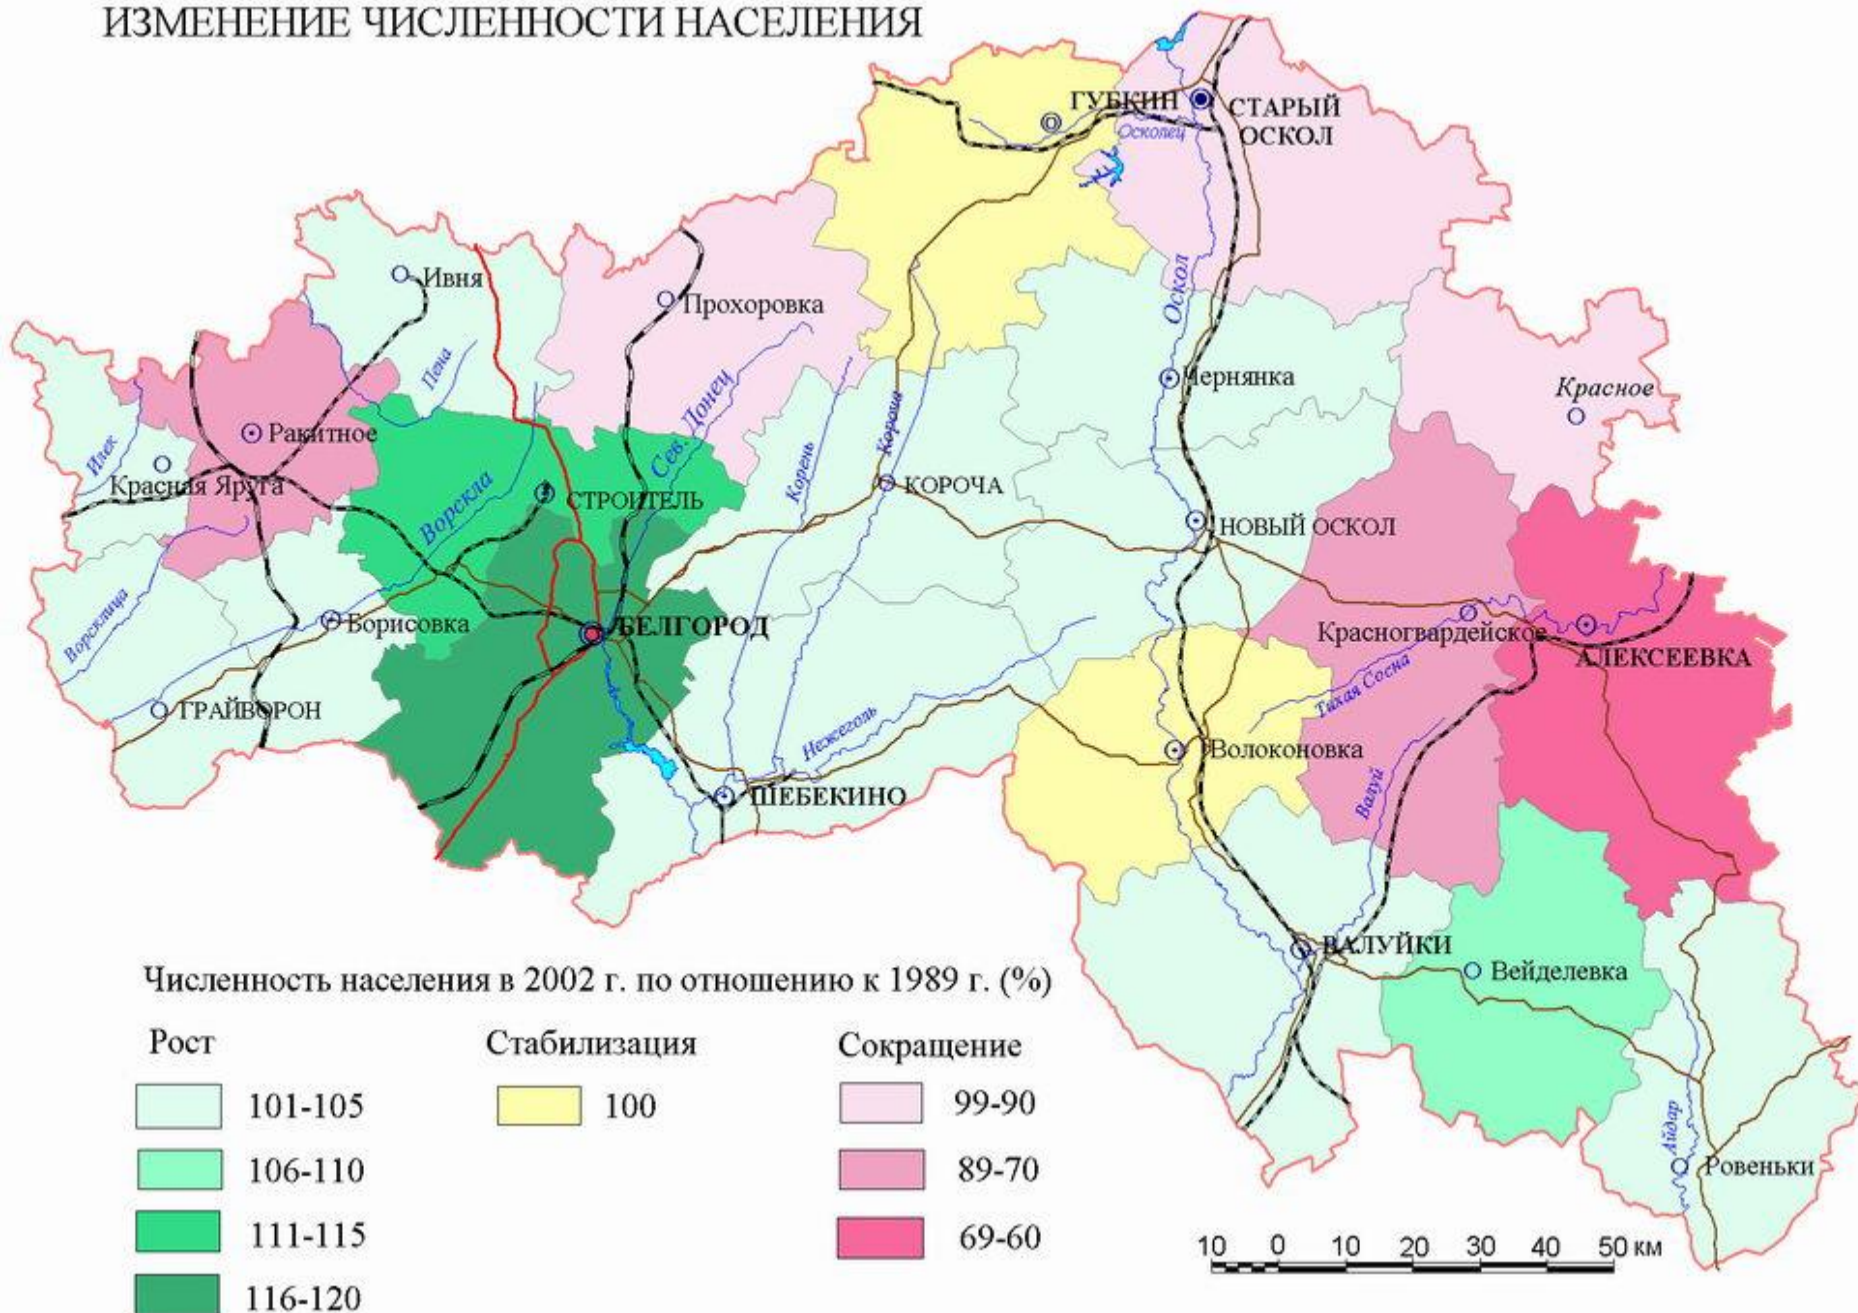 ИЗМЕНЕНИЕ ЧИСЛЕННОСТИ НАСЕЛЕНИЯ
ГУБКИН
СТАРЫЙ
ОСКОЛ
Осколец
Ивня
Прохоровка
Оскол
Пена
Сев. Донец
Чернянка
Красное
Короча
Ракитное
Илек
Корень
Красная Яруга
Ворскла
СТРОИТЕЛЬ
КОРОЧА
НОВЫЙ ОСКОЛ
Ворсклица
Борисовка
БЕЛГОРОД
Красногвардейское
АЛЕКСЕЕВКА
Тихая Сосна
ГРАЙВОРОН
Нежеголь
Волоконовка
Валуй
ШЕБЕКИНО
ВАЛУЙКИ
Вейделевка
Айдар
Ровеньки
Численность населения в 2002 г. по отношению к 1989 г. (%)
Рост
101-105
106-110
111-115
116-120
Стабилизация
100
Сокращение
99-90
89-70
69-60
10 0 10 20 30 40 50 км